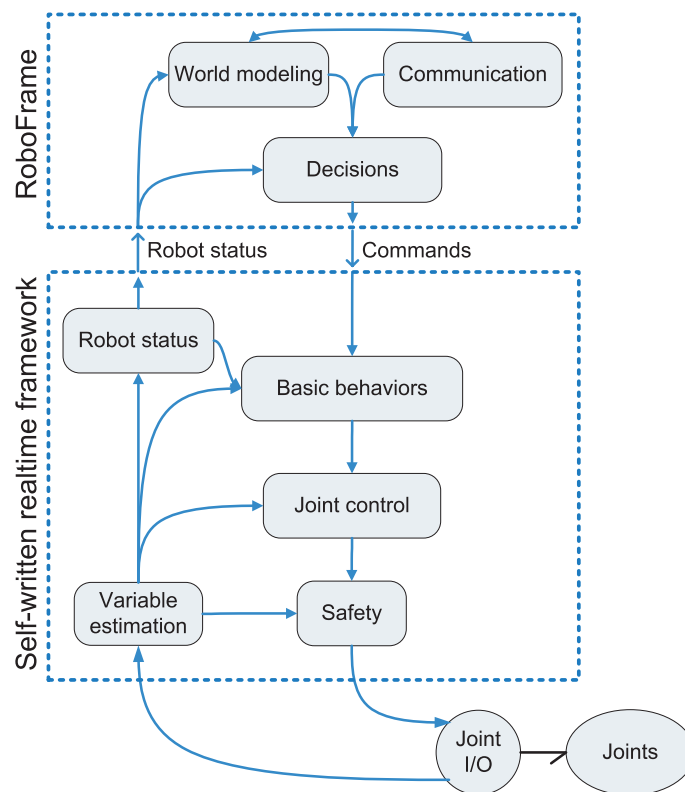 RoboFrame
World modeling
Communication
Decisions
Robot status
Commands
Self-written realtime framework
Robot status
Basic behaviors
Joint control
Variable
estimation
Safety
Joint
I/O
Joints